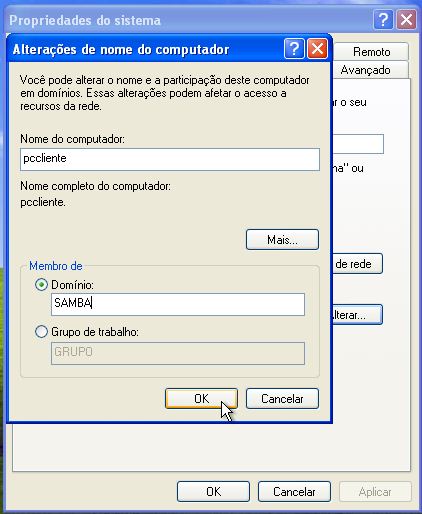 Propriedades do sistema
Alterações de nome do computador
Remoto
Avançado
Você pode alterar o nome e a participação deste computador
em domínios. Essas alterações podem afetar o acesso a
recursos da rede.
ar o seu
Nome do computador:
pccliente
na" ou
Nome completo do computador:
pccliente.
Mais...
de rede
Membro de
Domínio:
SAMBA
Alterar...
Grupo de trabalho:
GRUPO
OK
Cancelar
OK
Cancelar
Aplicar